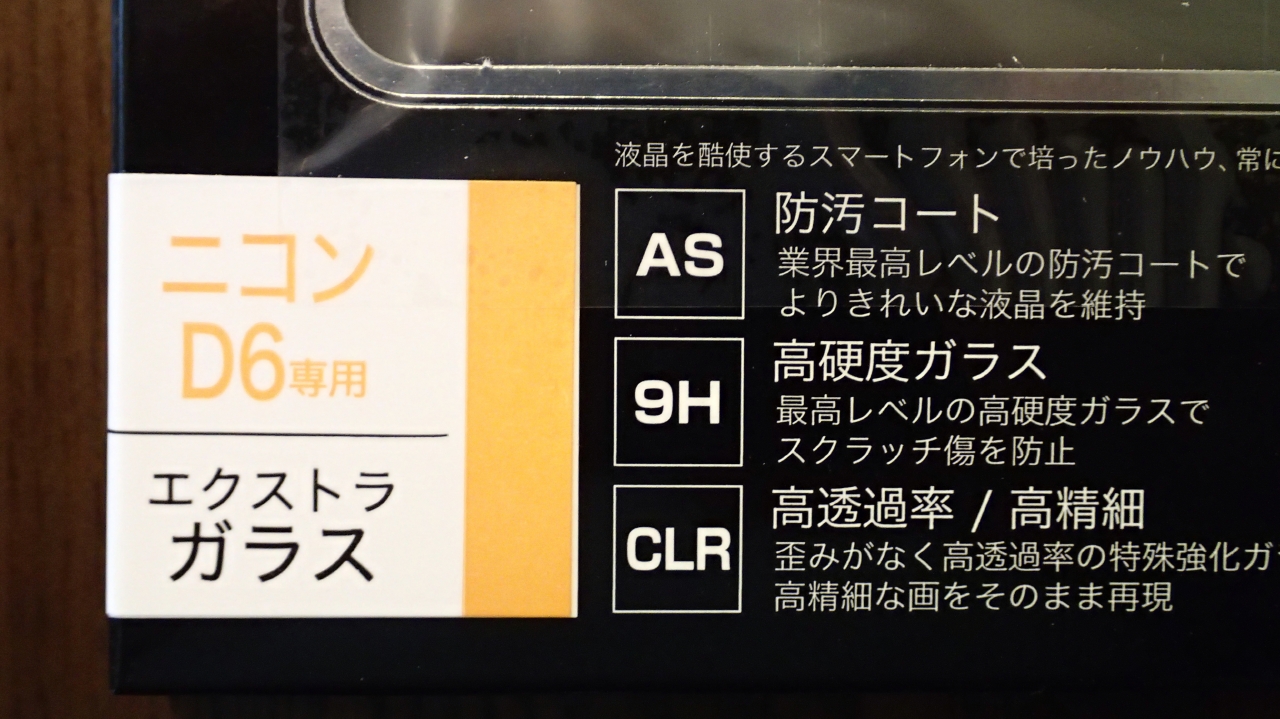 液晶を酷使するスマートフォンで培ったノウハウ、常に
ニコン
D6専用
エクストラ
ガラス
AS
防汚コート
業界最高レベルの防汚コートで
よりきれいな液晶を維持
9H
高硬度ガラス
最高レベルの高硬度ガラスで
スクラッチ傷を防止
CLR
高透過率 / 高精細
歪みがなく高透過率の特殊強化ガ
高精細な画をそのまま再現